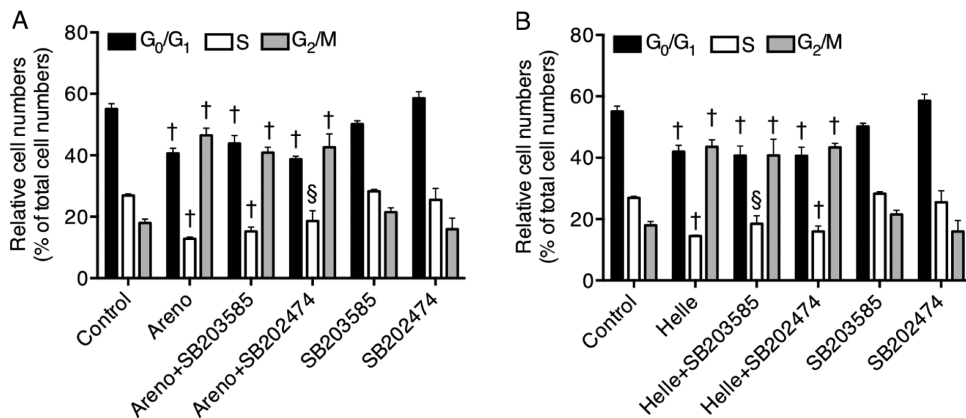 A
G0/G1 S G2/M
Relative cell numbers
(% of total cell numbers)
80
60
40
20
0
† † † † † †
† † § 
Control
Areno
Areno+SB203585
Areno+SB202474
SB203585
SB202474
B
G0/G1 S G2/M
Relative cell numbers
(% of total cell numbers)
80
60
40
20
0
† † † † † †
† § †
Control
Helle
Helle+SB203585
Helle+SB202474
SB203585
SB202474